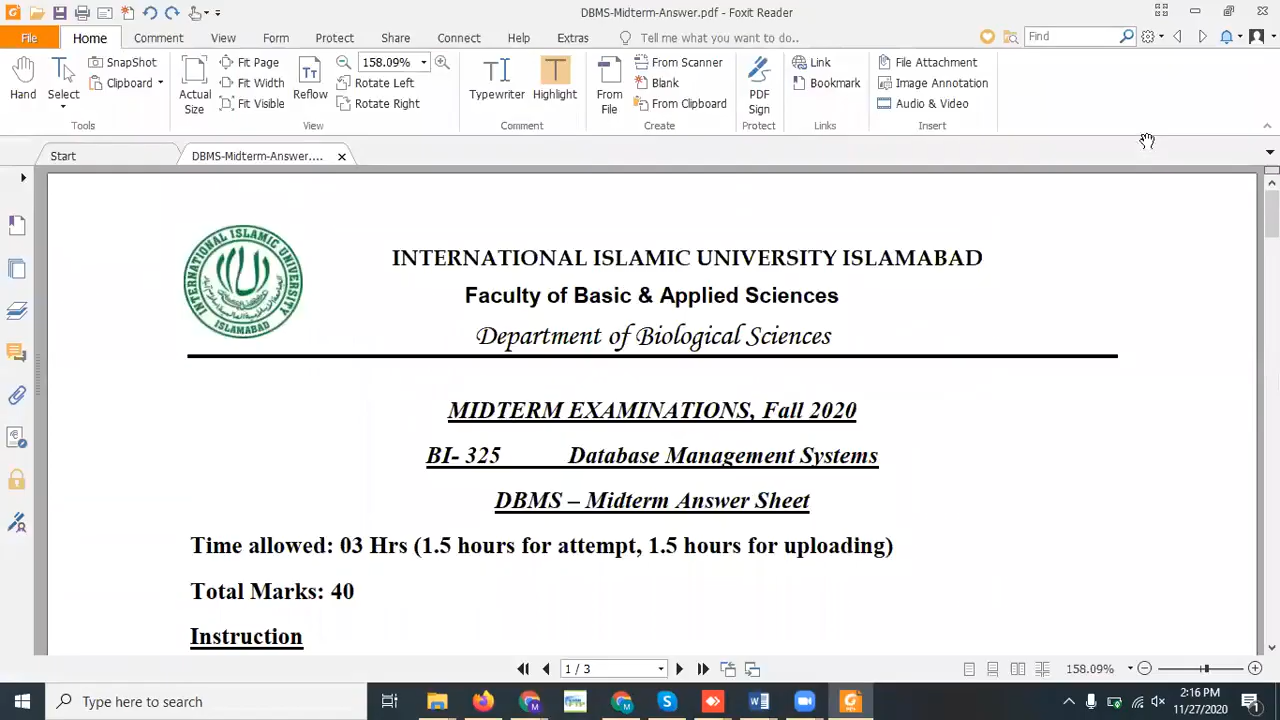 DBMS-Midterm-Answer.pdf - Foxit Reader
File Home Comment View Form Protect Share Connect Help Extras Tell me what you want to do.. Find
SnapShot Fit Page 158.09% From Scanner Link File Attachment
Clipboard Fit Width Rotate Left Blank Bookmark Image Annotation
Hand Select Actual Size Fit Visible Reflow Rotate Right Typewriter Highlight From File From Clipboard PDF Sign Audio & Video
Tools View Comment Create Protect Links Insert
Start DBMS-Midterm-Answer....
INTERNATIONAL ISLAMIC UNIVERSITY
ISLAMABAD
INTERNATIONAL ISLAMIC UNIVERSITY ISLAMABAD
Faculty of Basic & Applied Sciences
Department of Biological Sciences
MIDTERM EXAMINATIONS, Fall 2020
BI- 325 Database Management Systems
DBMS – Midterm Answer Sheet
Time allowed: 03 Hrs (1.5 hours for attempt, 1.5 hours for uploading)
Total Marks: 40
Instruction
1 / 3 158.09%
Type here to search
2:16 PM
11/27/2020